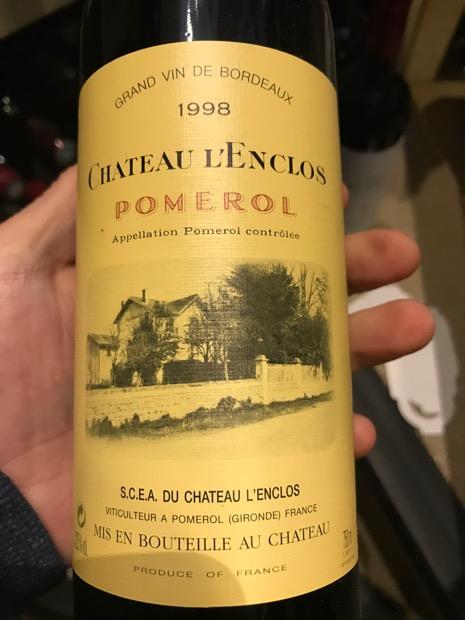 GRAND VIN DE BORDEAUX
1998
CHATEAU L'ENCLOS
POMEROL
Appellation Pomerol contrôlée
S.C.E.A. DU CHATEAU L'ENCLOS
VITICULTEUR A POMEROL (GIRONDE) FRANCE
MIS EN BOUTEILLE AU CHATEAU
PRODUCE OF FRANCE